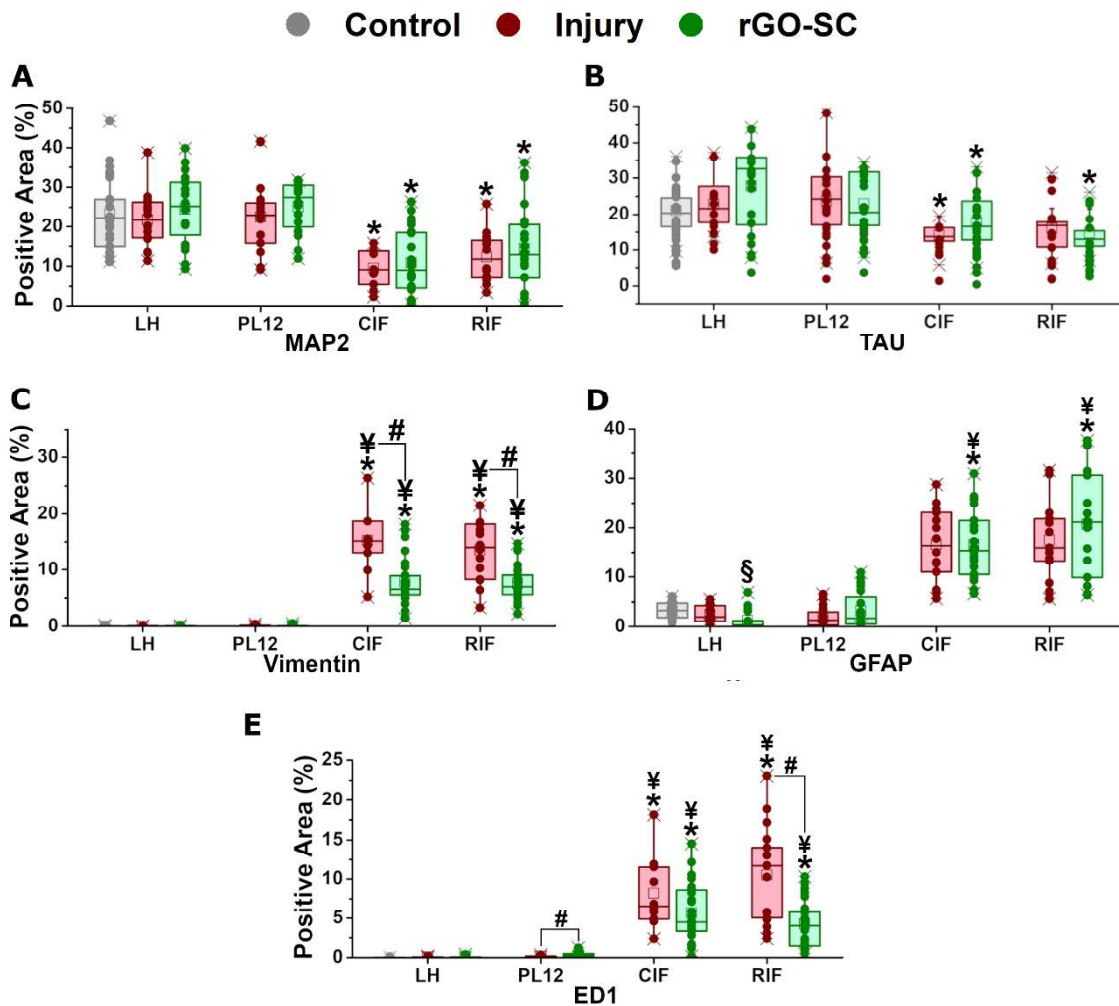 Control Injury rGO-SC
A
Positive Area (%)
50
40
30
20
10
0
* * * *
LH PL12 CIF RIF
MAP2
B
50
40
30
20
10
0
* * *
LH PL12 CIF RIF
TAU
C
Positive Area (%)
30
20
10
0
¥ # ¥ #
* *
¥ ¥
* *
LH PL12 CIF RIF
Vimentin
D
40
30
20
10
0
§
¥ ¥
* *
LH PL12 CIF RIF
GFAP
E
Positive Area (%)
25
20
15
10
5
0
#
¥ ¥ ¥ #
* * *
¥
*
LH PL12 CIF RIF
ED1